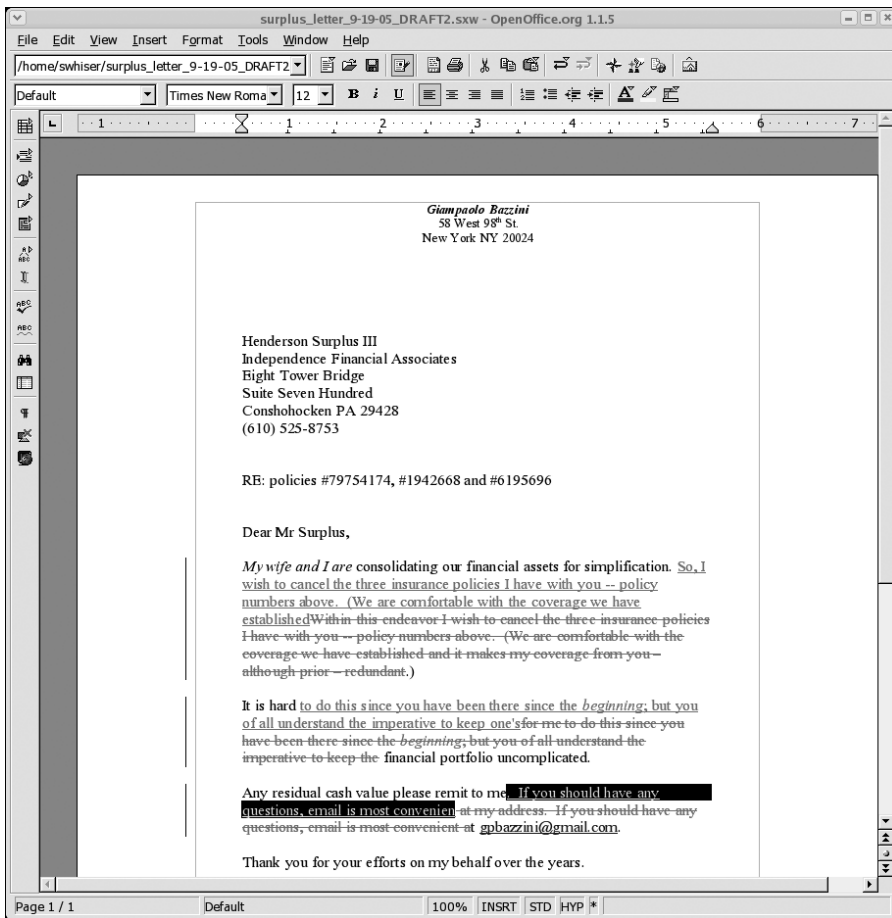 surplus_letter_9-19-05_DRAFT2.sxw - OpenOffice.org 1.1.5
File Edit View Insert Format Tools Window Help
/home/swhiser/surplus_letter_9-19-05_DRAFT2
Default Times New Roma 12 B i U A
1 1 2 3 4 5 6 7
Giampaolo Bazzini
58 West 98th St.
New York NY 20024
Henderson Surplus III
Independence Financial Associates
Eight Tower Bridge
Suite Seven Hundred
Conshohocken PA 29428
(610) 525-8753
RE: policies #79754174, #1942668 and #6195696
Dear Mr Surplus,
My wife and I are consolidating our financial assets for simplification. So, I
wish to cancel the three insurance policies I have with you -- policy
numbers above. (We are comfortable with the coverage we have
establishedWithin this endeavor I wish to cancel the three insurance policies
I have with you -- policy numbers above. (We are comfortable with the
coverage we have established and it makes my coverage from you –
although prior – redundant.)
It is hard to do this since you have been there since the beginning; but you
of all understand the imperative to keep one'sfor me to do this since you
have been there since the beginning; but you of all understand the
imperative to keep the financial portfolio uncomplicated.
Any residual cash value please remit to me. If you should have any
questions, email is most convenien at my address. If you should have any
questions, email is most convenient at gpbazzini@gmail.com.
Thank you for your efforts on my behalf over the years.
Page 1 / 1 Default 100% INSRT STD HYP *